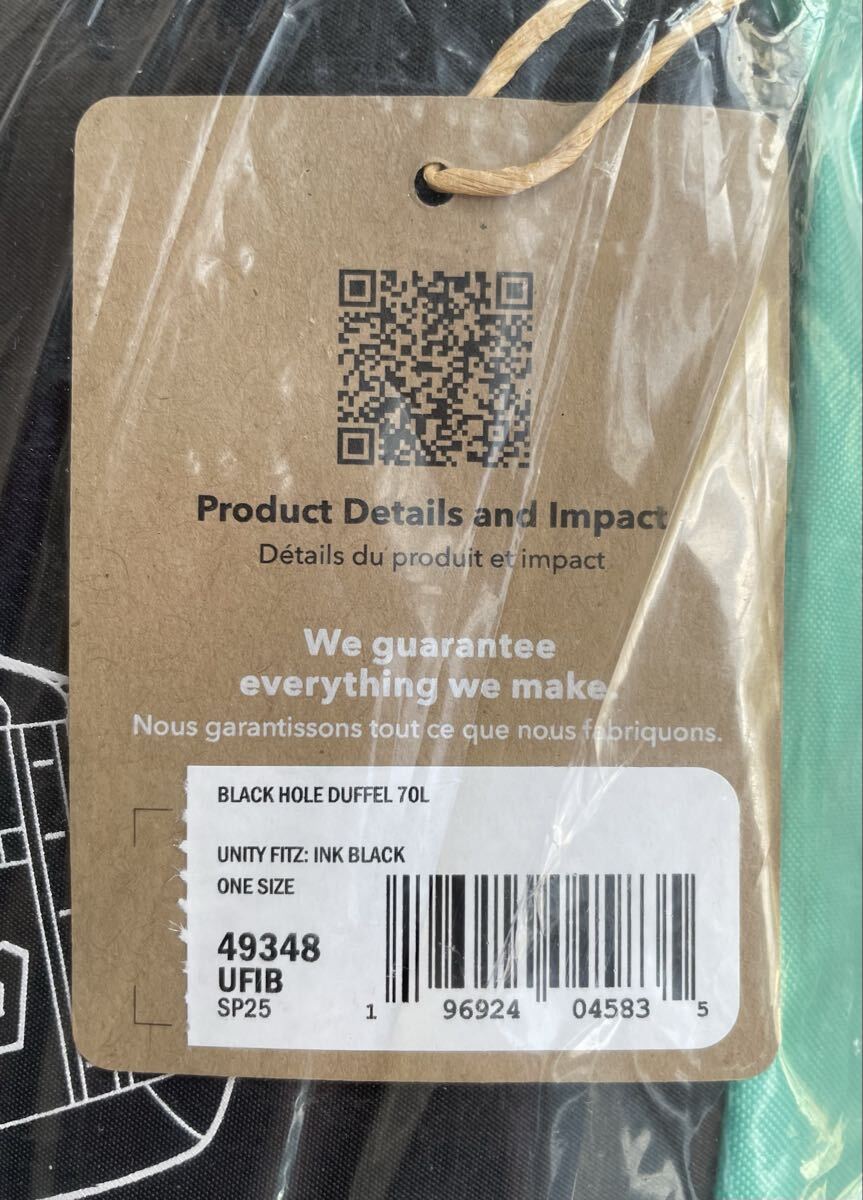 Product Details and Impact
Détails du produit et impact
We guarantee
everything we make.
Nous garantissons tout ce que nous fabriquons.
BLACK HOLE DUFFEL 70L
UNITY FITZ: INK BLACK
ONE SIZE
49348
UFIB
SP25
1 96924 04583 5